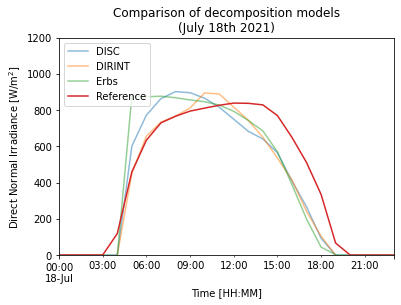 Comparison of decomposition models
(July 18th 2021)
1200
1000
800
600
400
200
0
Direct Normal Irradiance [W/m²]
DISC
DIRINT
Erbs
Reference
00:00 03:00 06:00 09:00 12:00 15:00 18:00 21:00
18-Jul
Time [HH:MM]